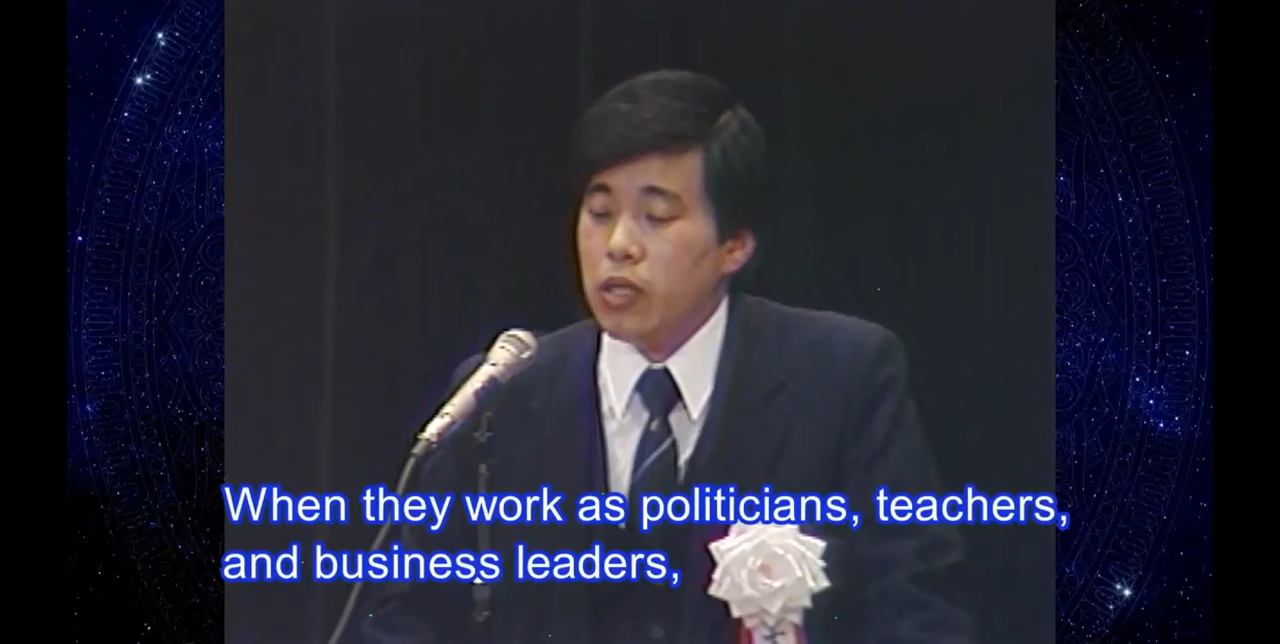 When they work as politicians, teachers,
and business leaders,